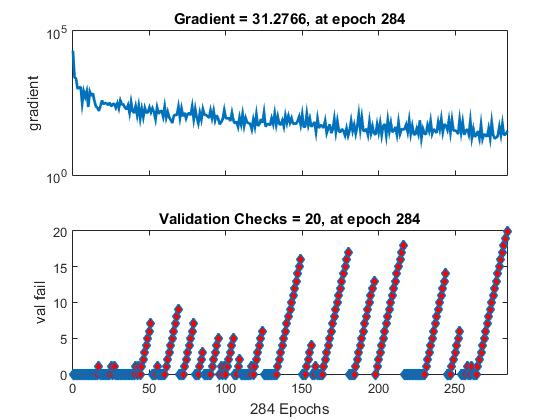 Gradient = 31.2766, at epoch 284
10^5
gradient
10^0
Validation Checks = 20, at epoch 284
20
15
val fail
10
5
0
0 50 100 150 200 250
284 Epochs